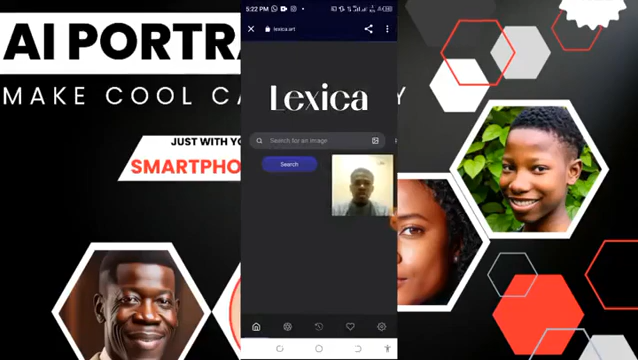 AI PORTRA
MAKE COOL CA
Y
JUST WITH YO
SMARTPHO
5:22 PM
lexica.art
Lexica
Search for an image
Search